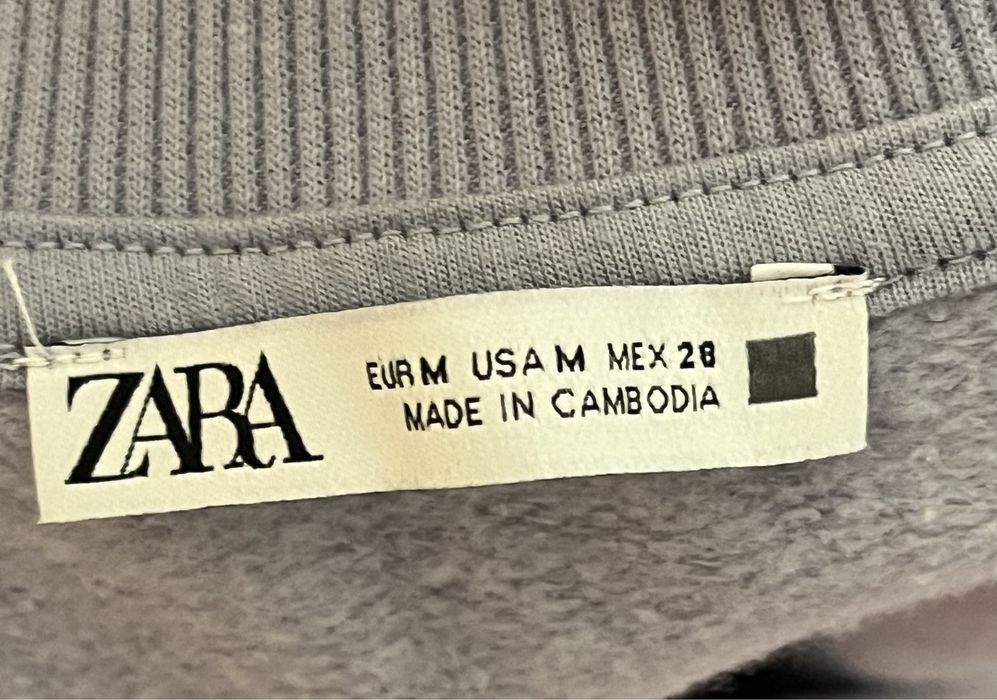 ZARA
EUR M USA M MEX 28
MADE IN CAMBODIA